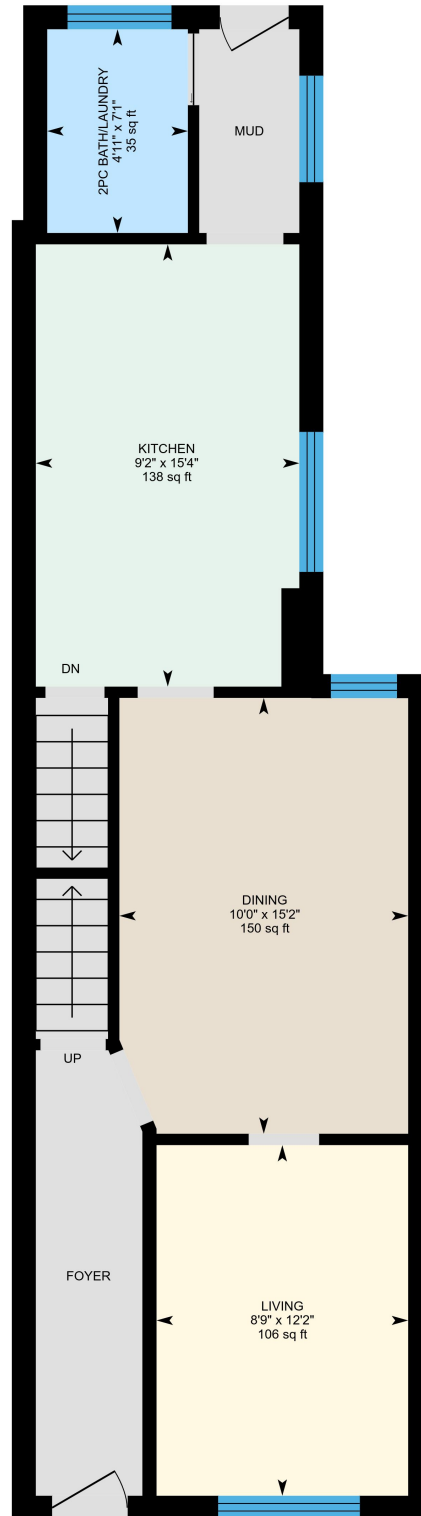 2PC BATH/LAUNDRY
4'11" x 7'1"
35 sq ft
MUD
KITCHEN
9'2" x 15'4"
138 sq ft
DN
DINING
10'0" x 15'2"
150 sq ft
UP
FOYER
LIVING
8'9" x 12'2"
106 sq ft